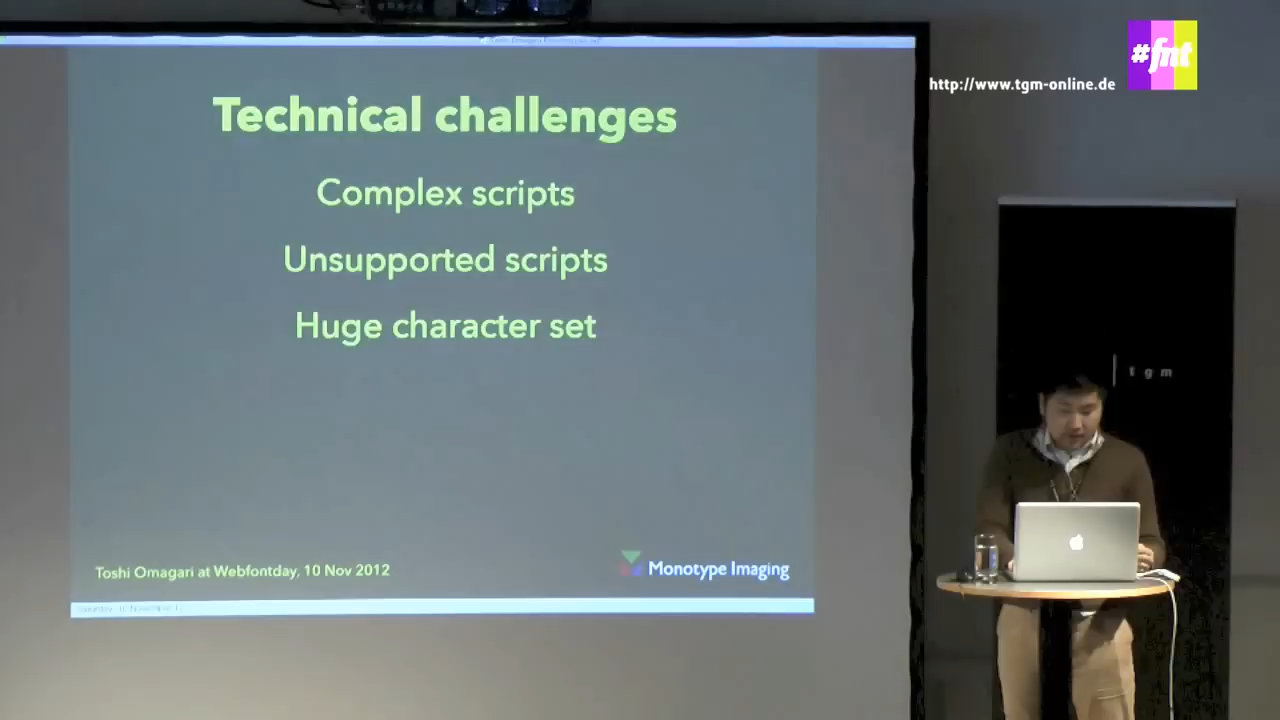 #fnt
http://www.tgm-online.de
Technical challenges
Complex scripts
Unsupported scripts
Huge character set
tgm
Toshi Omagari at Webfontday, 10 Nov 2012
Monotype Imaging